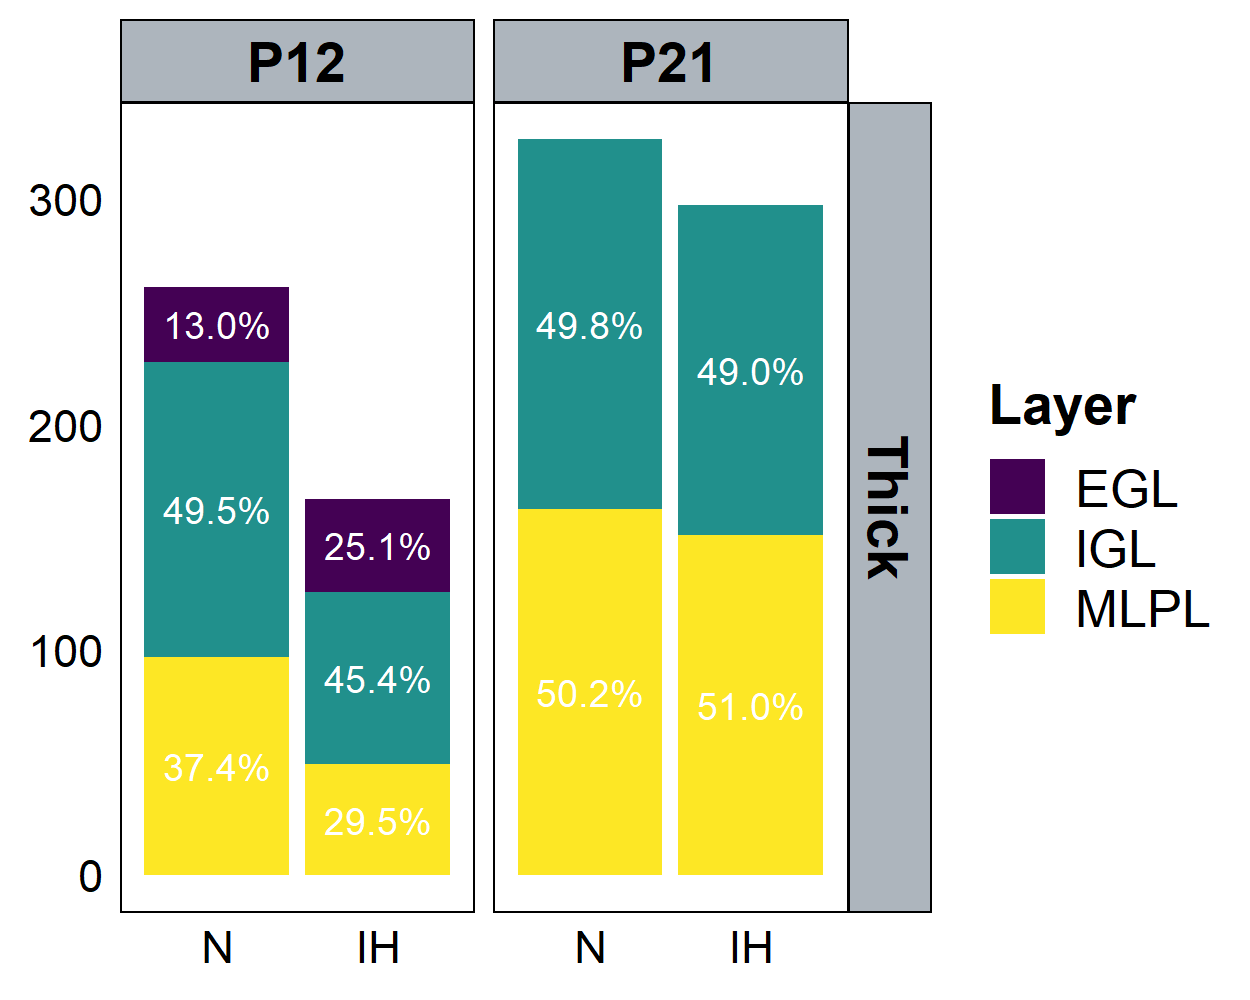 P12
P21
300
200
100
0
13.0%
49.5%
37.4%
25.1%
45.4%
29.5%
49.8%
50.2%
49.0%
51.0%
N
IH
N
IH
Thick
Layer
EGL
IGL
MLPL